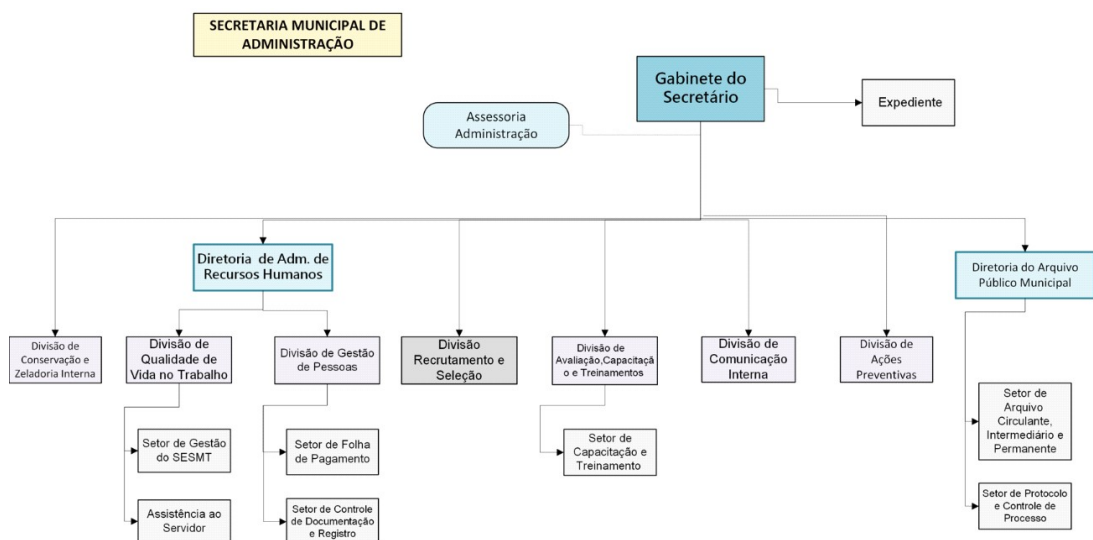 SECRETARIA MUNICIPAL DE
ADMINISTRAÇÃO
Gabinete do
Secretário
Expediente
Assessoria
Administração
Diretoria de Adm. de
Recursos Humanos
Diretoria do Arquivo
Público Municipal
Divisão de
Conservação e
Zeladoria Interna
Divisão de
Qualidade de
Vida no Trabalho
Divisão de Gestão
de Pessoas
Divisão
Recrutamento e
Seleção
Divisão de
Avaliação,Capacitaçã
o e Treinamentos
Divisão de
Comunicação
Interna
Divisão de
Ações
Preventivas
Setor de
Arquivo
Circulante,
Intermediário e
Permanente
Setor de Gestão
do SESMT
Setor de Folha
de Pagamento
Setor de
Capacitação e
Treinamento
Assistência ao
Servidor
Setor de Controle
de Documentação
e Registro
Setor de Protocolo
e Controle de
Processo